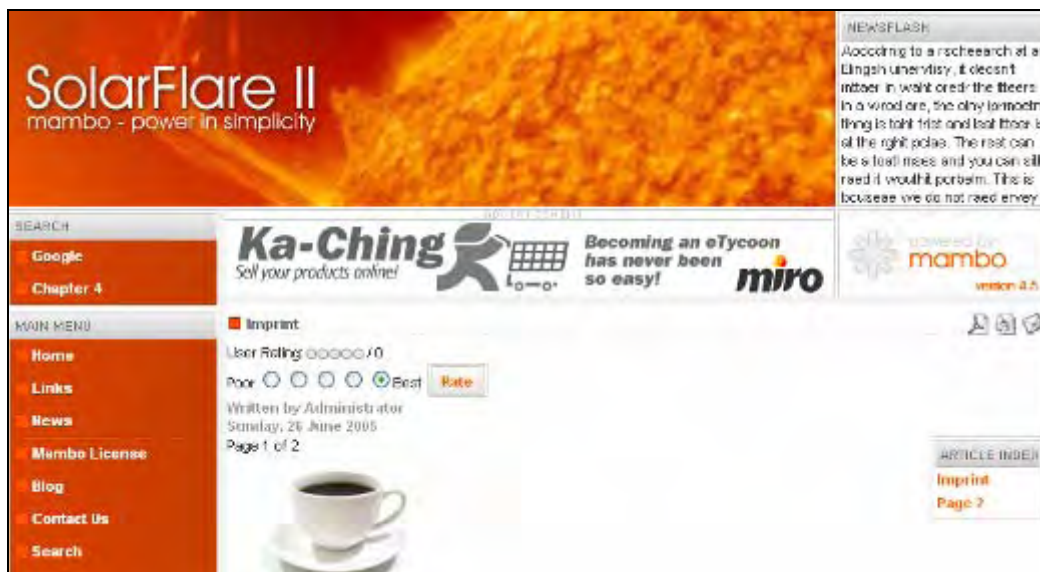 SolarFlare II
mambo - power in simplicity
NEWSFLASH
Aoccdrnig to a rscheearch at a
Elingsh uinervtisy, it deosn't
mttaer in waht oredr the ltteers
in a wrod are, the olny
tihng is taht frist and lsat ltteer
at the rghit
The rset can
be a toatl mses and you can
raed it wouthit porbelm. Tihs is
bcuseae we do not raed ervey
SEARCH
Google
Chapter 4
ADVERTISEMENT
Ka-Ching
Sell your products online!
Becoming an eTycoon
has never been
so easy!
miro
powered by
mambo
version 4.5
MAIN MENU
Home
Links
News
Mambo License
Blog
Contact Us
Search
Imprint
User Rating: / 0
Poor Best Rate
Written by Administrator
Sunday, 26 June 2005
Page 1 of 2
ARTICLE INDEX
Imprint
Page 2